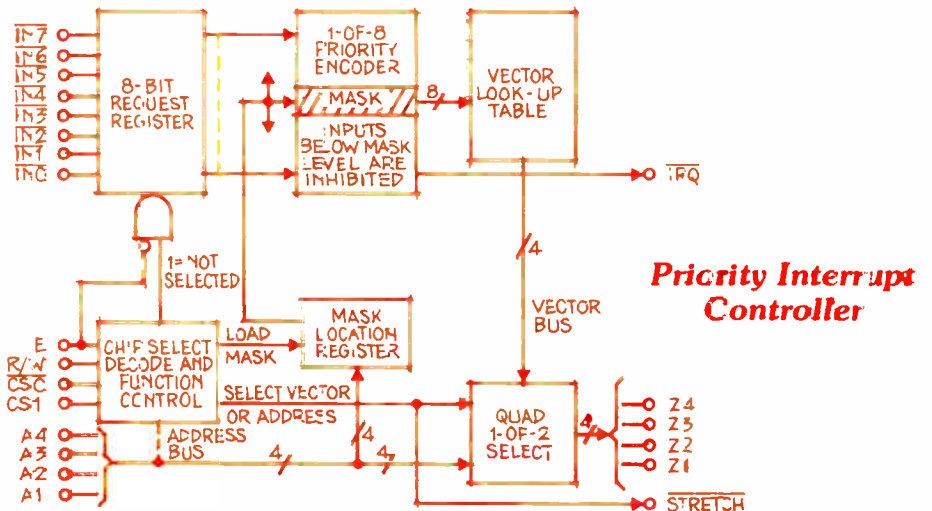 IN7
IN6
IN5
IN4
IN3
IN2
IN1
IN0
8-BIT
REQUEST
REGISTER
1-OF-8
PRIORITY
ENCODER
MASK
INPUTS
BELOW MASK
LEVEL ARE
INHIBITED
8
VECTOR
LOOK-UP
TABLE
IRQ
4
VECTOR
BUS
1= NOT
SELECTED
Priority Interrupt
Controller
E
R/W
CS0
CS1
CHIP SELECT
DECODE AND
FUNCTION
CONTROL
LOAD
MASK
MASK
LOCATION
REGISTER
SELECT VECTOR
OR ADDRESS
A4
A3
A2
A1
ADDRESS
BUS
4
4
4
QUAD
1-OF-2
SELECT
4
Z4
Z3
Z2
Z1
STRETCH